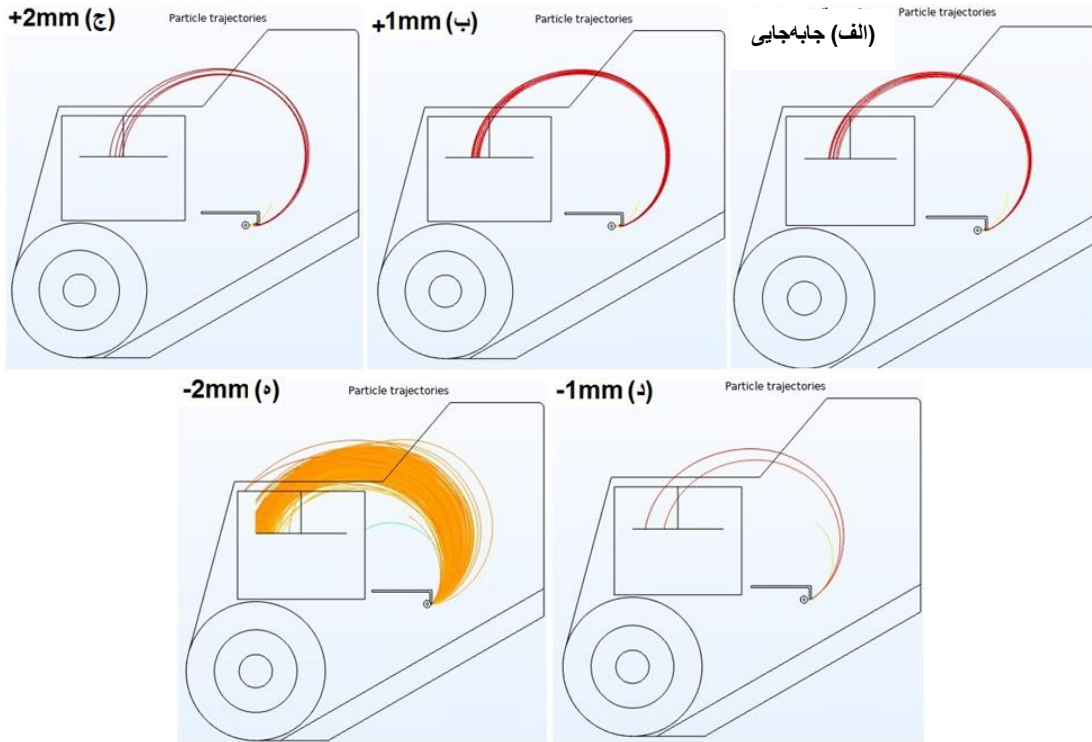 (الف) جابه‌جایی
Particle trajectories
(ب) +1mm
Particle trajectories
(ج) +2mm
Particle trajectories
(د) -1mm
Particle trajectories
(ه) -2mm
Particle trajectories